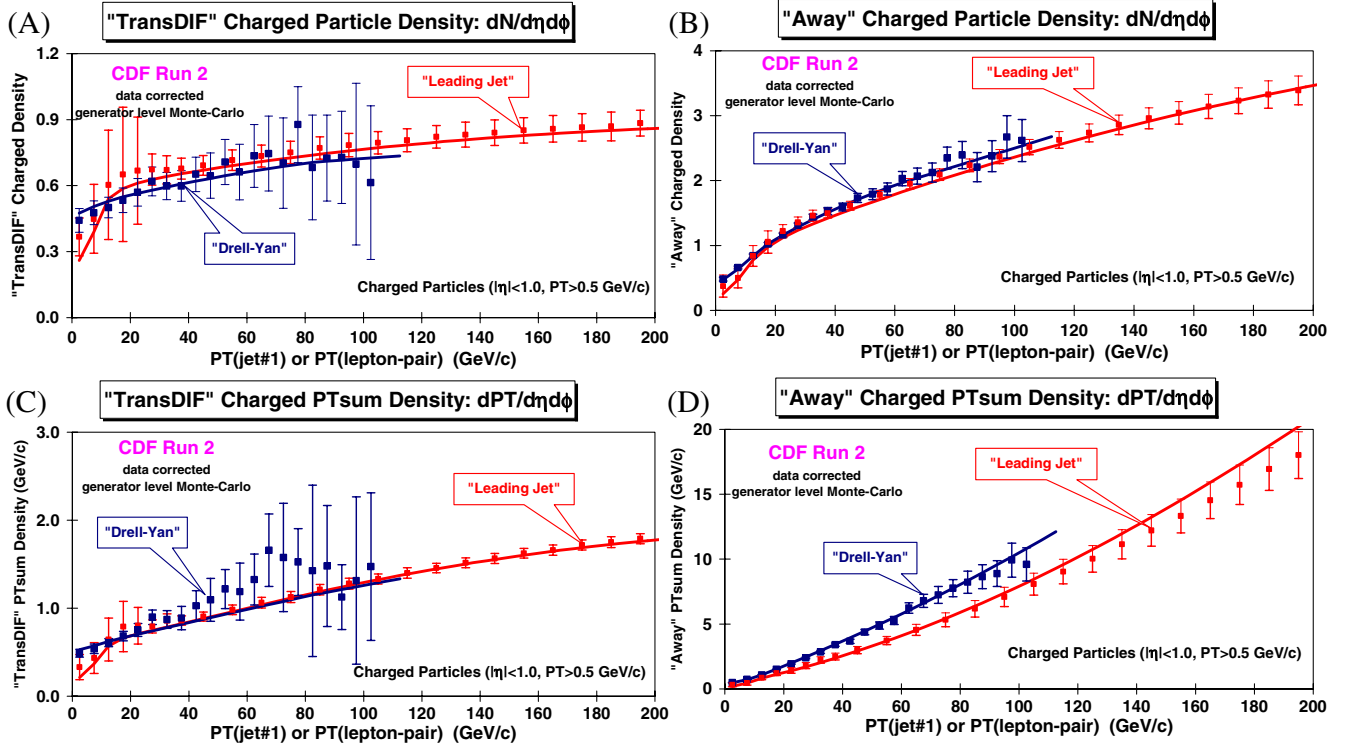 (A)
"TransDIF" Charged Particle Density: dN/dηdϕ
"TransDIF" Charged Density
1.2
0.9
0.6
0.3
0.0
CDF Run 2
data corrected
generator level Monte-Carlo
"Leading Jet"
"Drell-Yan"
Charged Particles (|η|<1.0, PT>0.5 GeV/c)
0 20 40 60 80 100 120 140 160 180 200
PT(jet#1) or PT(lepton-pair) (GeV/c)
(B)
"Away" Charged Particle Density: dN/dηdϕ
"Away" Charged Density
4
3
2
1
0
CDF Run 2
data corrected
generator level Monte-Carlo
"Leading Jet"
"Drell-Yan"
Charged Particles (|η|<1.0, PT>0.5 GeV/c)
0 20 40 60 80 100 120 140 160 180 200
PT(jet#1) or PT(lepton-pair) (GeV/c)
(C)
"TransDIF" Charged PTsum Density: dPT/dηdϕ
"TransDIF" PTsum Density (GeV/c)
3.0
2.0
1.0
0.0
CDF Run 2
data corrected
generator level Monte-Carlo
"Leading Jet"
"Drell-Yan"
Charged Particles (|η|<1.0, PT>0.5 GeV/c)
0 20 40 60 80 100 120 140 160 180 200
PT(jet#1) or PT(lepton-pair) (GeV/c)
(D)
"Away" Charged PTsum Density: dPT/dηdϕ
"Away" PTsum Density (GeV/c)
20
15
10
5
0
CDF Run 2
data corrected
generator level Monte-Carlo
"Leading Jet"
"Drell-Yan"
Charged Particles (|η|<1.0, PT>0.5 GeV/c)
0 20 40 60 80 100 120 140 160 180 200
PT(jet#1) or PT(lepton-pair) (GeV/c)